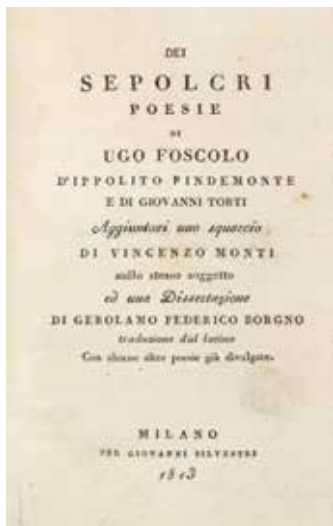 DEI
SEPOLCRI
POESIE
DI
UGO FOSCOLO
D'IPPOLITO PINDEMONTE
E DI GIOVANNI TORTI
Aggiuntovi uno squarcio
DI VINCENZO MONTI
sullo stesso soggetto
ed una Dissertazione
DI GEROLAMO FEDERICO BORGNO
traduzione dal latino
Con alcune altre poesie già divulgate.
MILANO
PER GIOVANNI SILVESTRI
1813